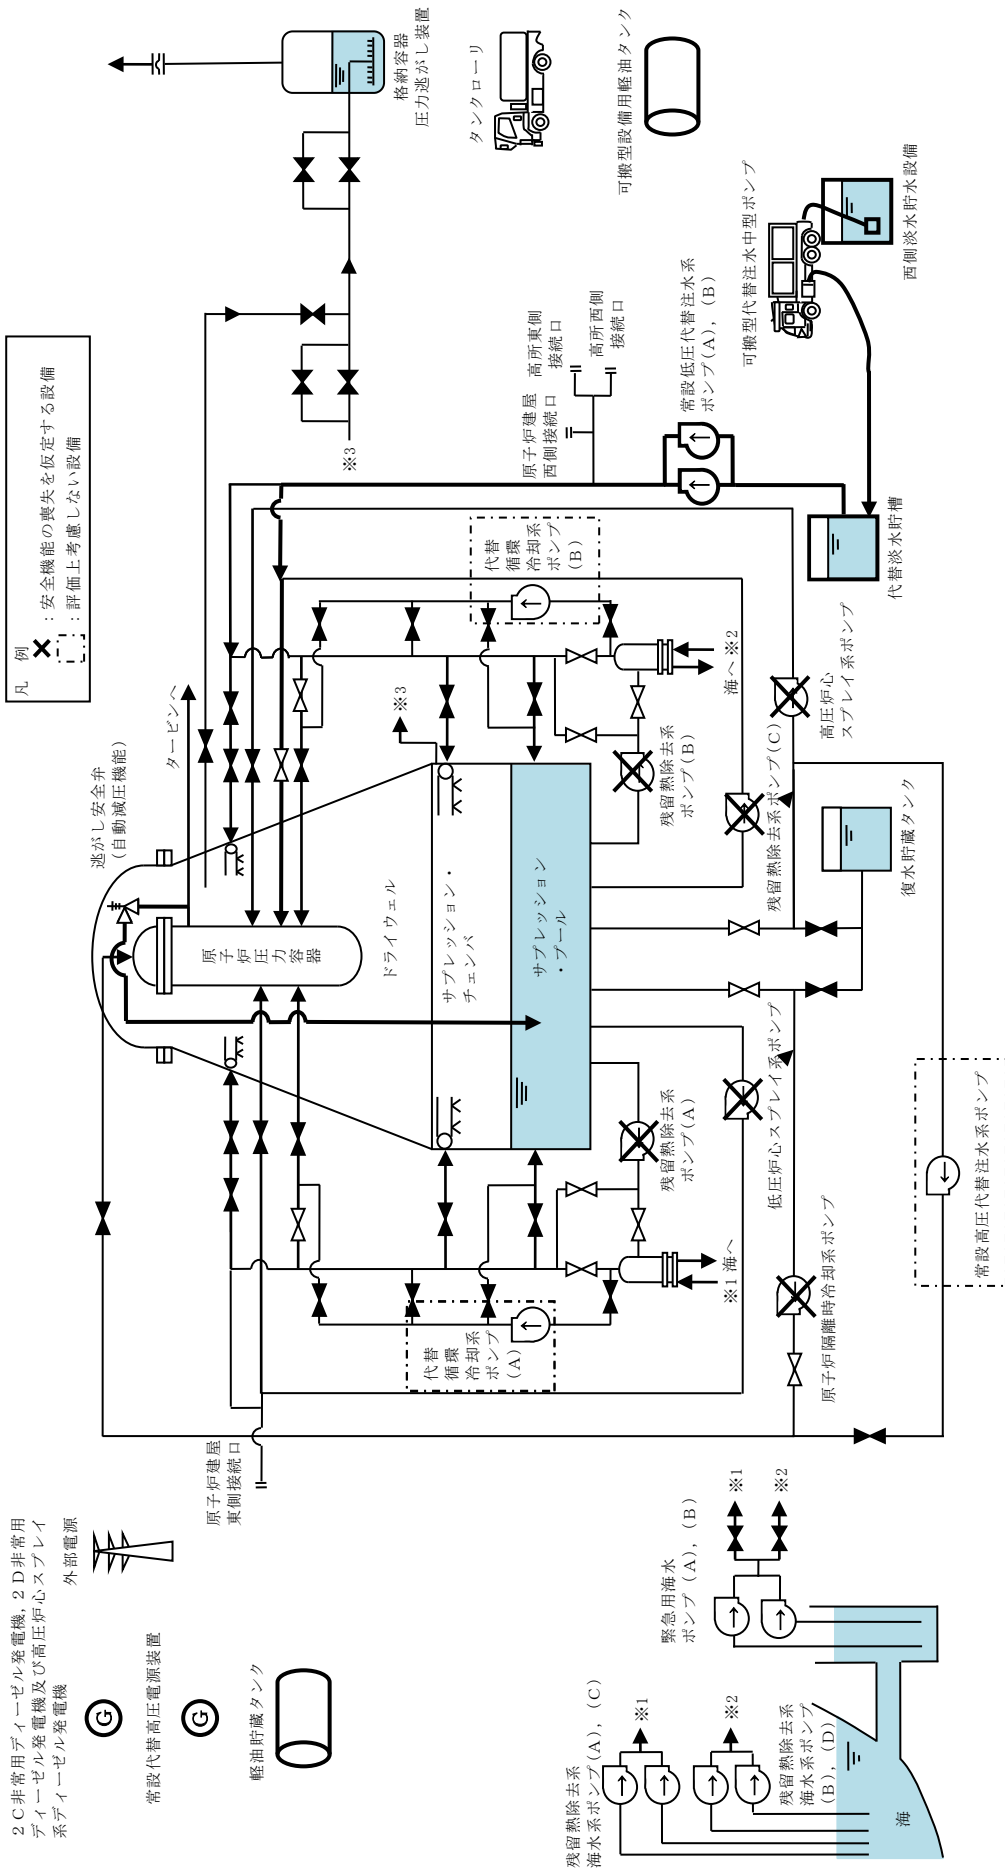 凡 例
：安全機能の喪失を仮定する設備
：評価上考慮しない設備
２Ｃ非常用ディーゼル発電機，２Ｄ非常用
ディーゼル発電機及び高圧炉心スプレイ
系ディーゼル発電機
外部電源
G
常設代替高圧電源装置
G
軽油貯蔵タンク
原子炉建屋
東側接続口
逃がし安全弁
（自動減圧機能）
タービンへ
原子炉圧力容器
ドライウェル
サプレッション・
チェンバ
サプレッション
・プール
※3
※3
格納容器
圧力逃がし装置
タンクローリ
可搬型設備用軽油タンク
可搬型代替注水中型ポンプ
西側淡水貯水設備
原子炉建屋
西側接続口
高所東側
接続口
高所西側
接続口
常設低圧代替注水系
ポンプ(Ａ)，(Ｂ)
代替淡水貯槽
代替
循環
冷却系
ポンプ
(Ｂ)
代替
循環
冷却系
ポンプ
(Ａ)
海へ ※2
※1 海へ
残留熱除去系
ポンプ(Ｂ)
残留熱除去系
ポンプ(Ａ)
残留熱除去系ポンプ(Ｃ)
高圧炉心
スプレイ系ポンプ
復水貯蔵タンク
低圧炉心スプレイ系ポンプ
原子炉隔離時冷却系ポンプ
常設高圧代替注水系ポンプ
緊急用海水
ポンプ(Ａ)，(Ｂ)
※1
※2
残留熱除去系
海水系ポンプ(Ａ)，(Ｃ)
※1
※2
残留熱除去系
海水系ポンプ
(Ｂ)，(Ｄ)
海